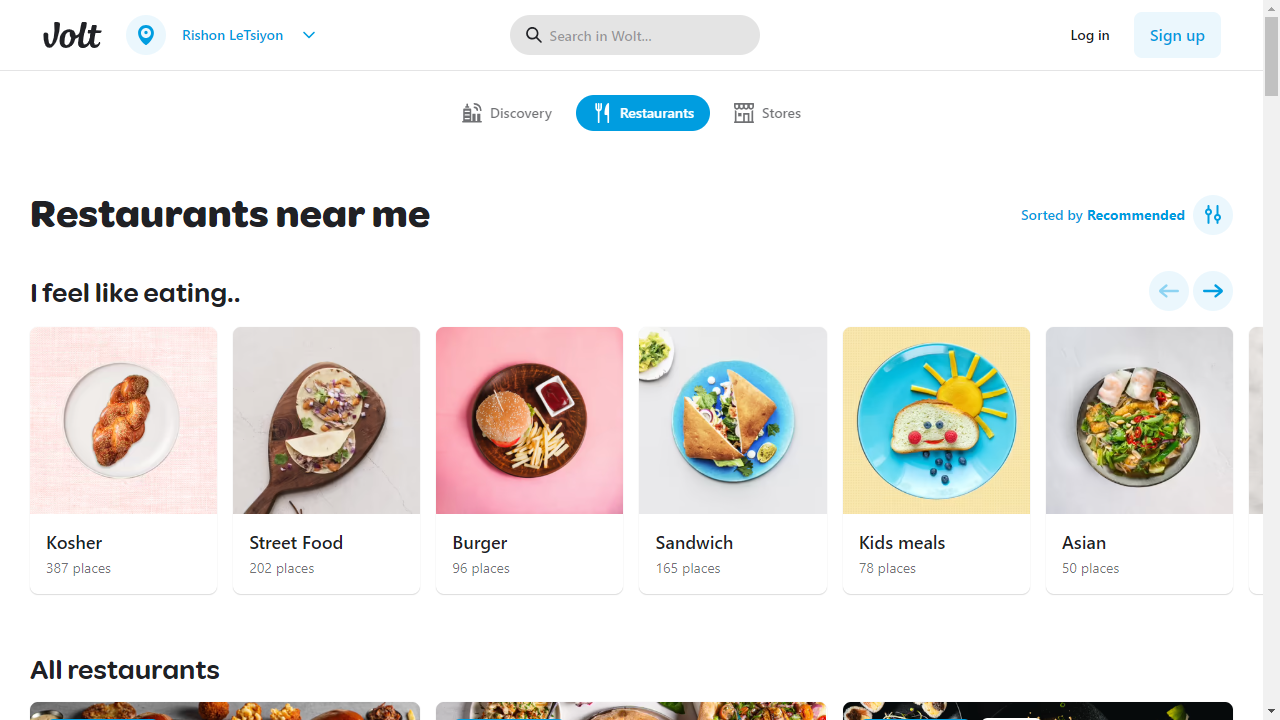 Wolt
Rishon LeTsiyon
Search in Wolt...
Log in
Sign up
Discovery
Restaurants
Stores
Restaurants near me
Sorted by Recommended
I feel like eating..
Kosher
387 places
Street Food
202 places
Burger
96 places
Sandwich
165 places
Kids meals
78 places
Asian
50 places
All restaurants